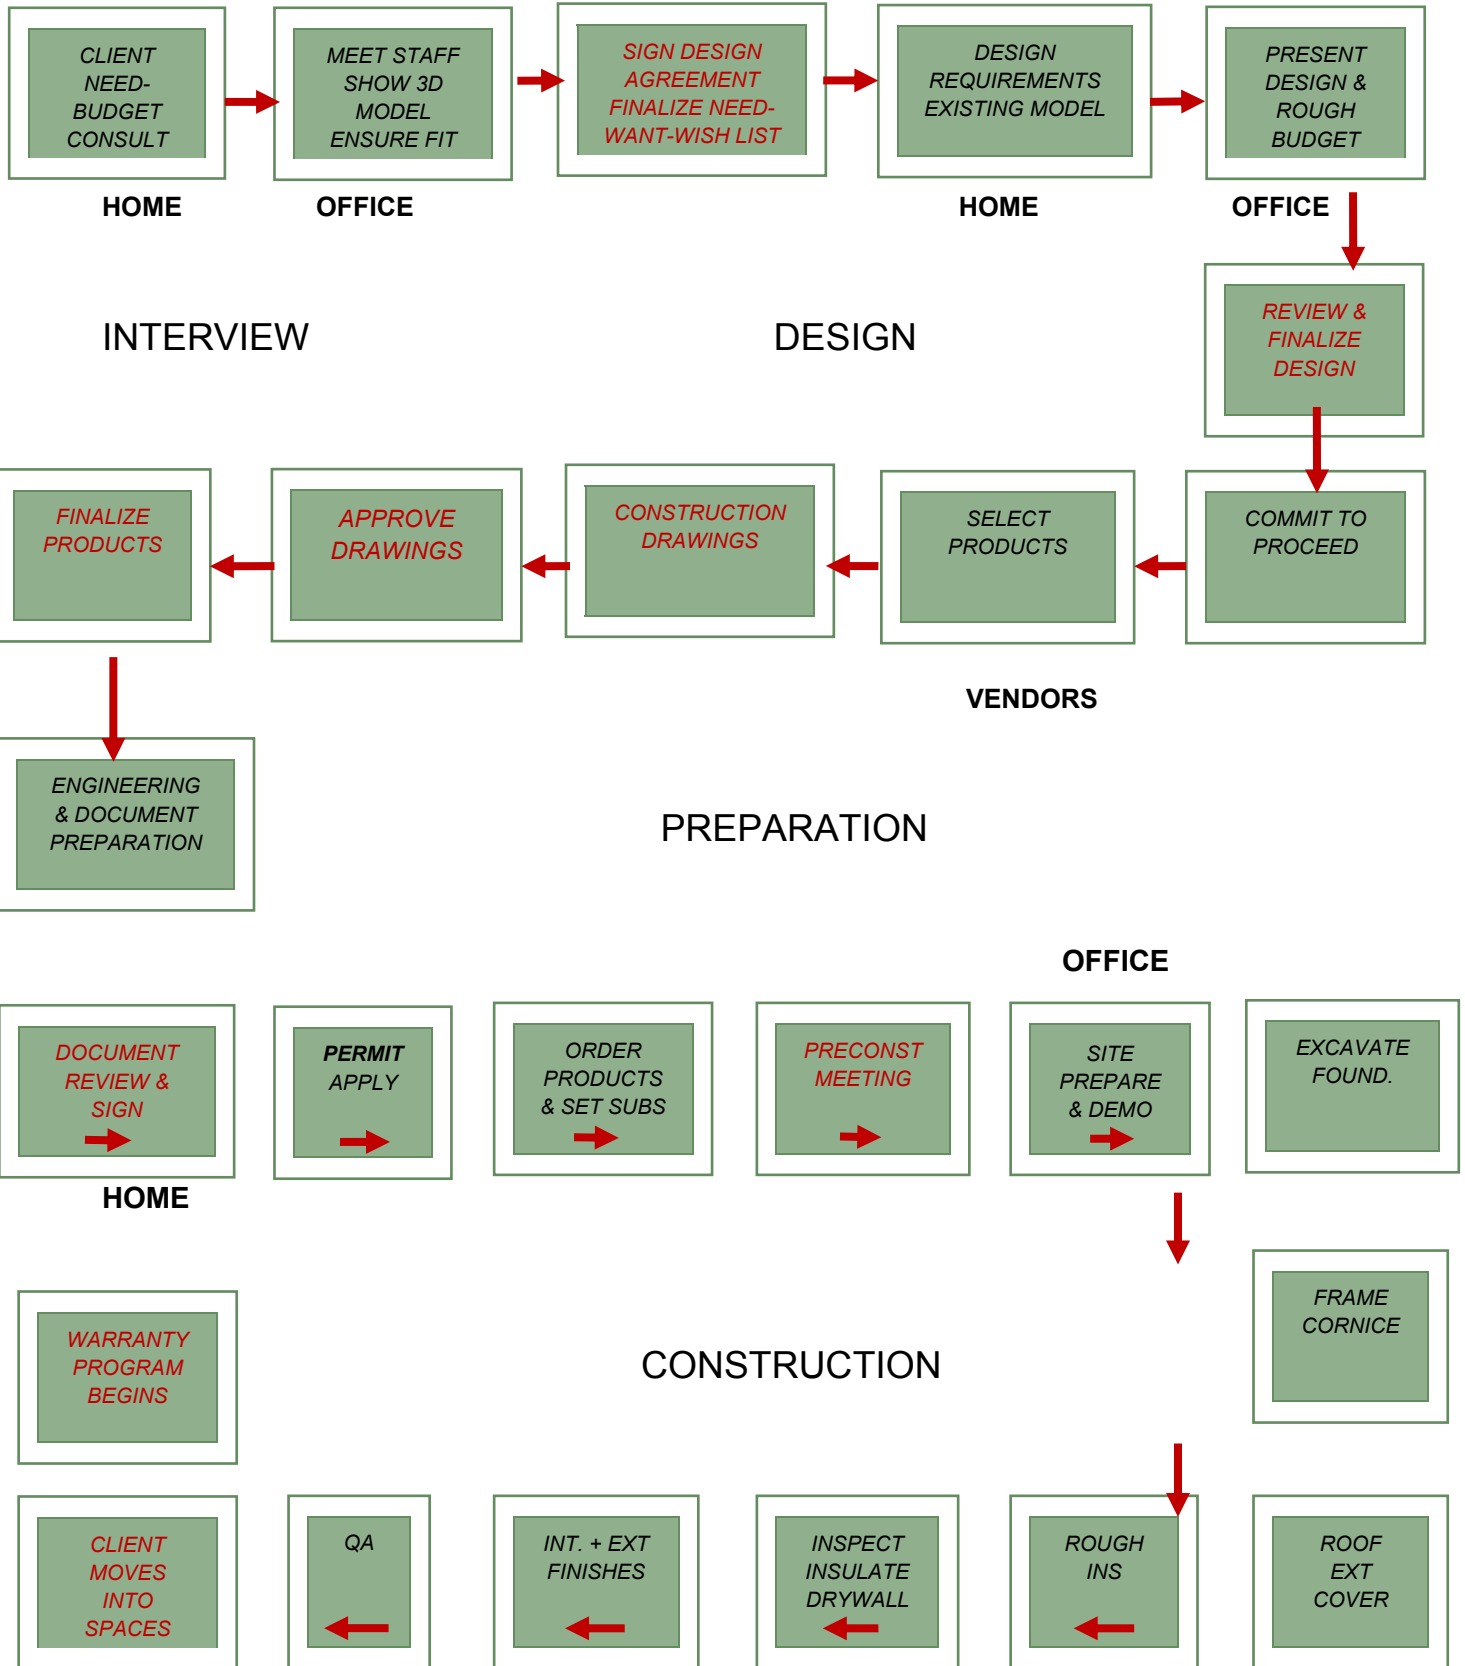 CLIENT
NEED-
BUDGET
CONSULT
MEET STAFF
SHOW 3D
MODEL
ENSURE FIT
SIGN DESIGN
AGREEMENT
FINALIZE NEED-
WANT-WISH LIST
DESIGN
REQUIREMENTS
EXISTING MODEL
PRESENT
DESIGN &
ROUGH
BUDGET
HOME
OFFICE
HOME
OFFICE
INTERVIEW
DESIGN
REVIEW &
FINALIZE
DESIGN
FINALIZE
PRODUCTS
APPROVE
DRAWINGS
CONSTRUCTION
DRAWINGS
SELECT
PRODUCTS
COMMIT TO
PROCEED
VENDORS
ENGINEERING
& DOCUMENT
PREPARATION
PREPARATION
OFFICE
DOCUMENT
REVIEW &
SIGN
PERMIT
APPLY
ORDER
PRODUCTS
& SET SUBS
PRECONST
MEETING
SITE
PREPARE
& DEMO
EXCAVATE
FOUND.
HOME
WARRANTY
PROGRAM
BEGINS
CONSTRUCTION
FRAME
CORNICE
CLIENT
MOVES
INTO
SPACES
QA
INT. + EXT
FINISHES
INSPECT
INSULATE
DRYWALL
ROUGH
INS
ROOF
EXT
COVER